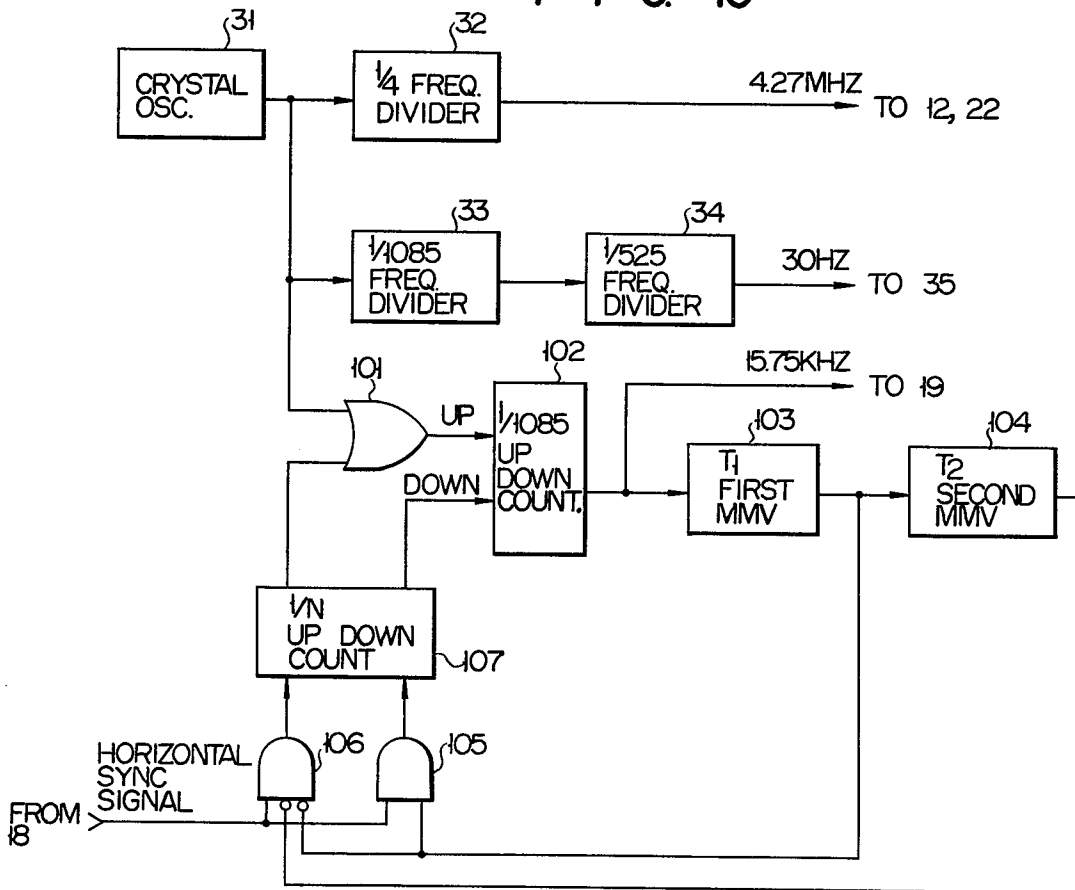 31
CRYSTAL
OSC.
32
1/4 FREQ.
DIVIDER
4.27MHZ
TO 12, 22
33
1/1085
FREQ.
DIVIDER
34
1/525
FREQ.
DIVIDER
30HZ
TO 35
101
UP
DOWN
102
1/1085
UP
DOWN
COUNT.
15.75KHZ
TO 19
103
T1
FIRST
MMV
104
T2
SECOND
MMV
1/N
UP DOWN
COUNT
107
106
105
HORIZONTAL
SYNC
SIGNAL
FROM
18